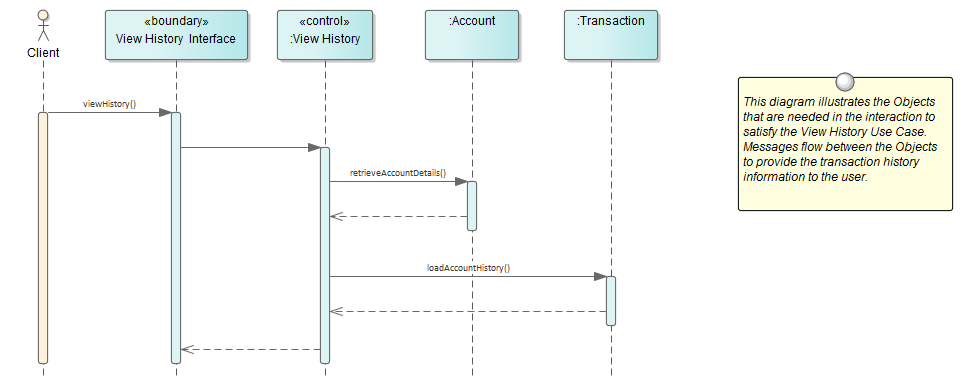 «boundary»
View History Interface
«control»
:View History
:Account
:Transaction
Client
viewHistory()
retrieveAccountDetails()
loadAccountHistory()
This diagram illustrates the Objects
that are needed in the interaction to
satisfy the View History Use Case.
Messages flow between the Objects
to provide the transaction history
information to the user.